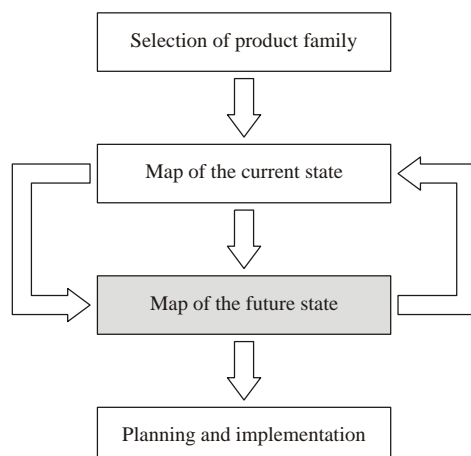 Selection of product family
Map of the current state
Map of the future state
Planning and implementation